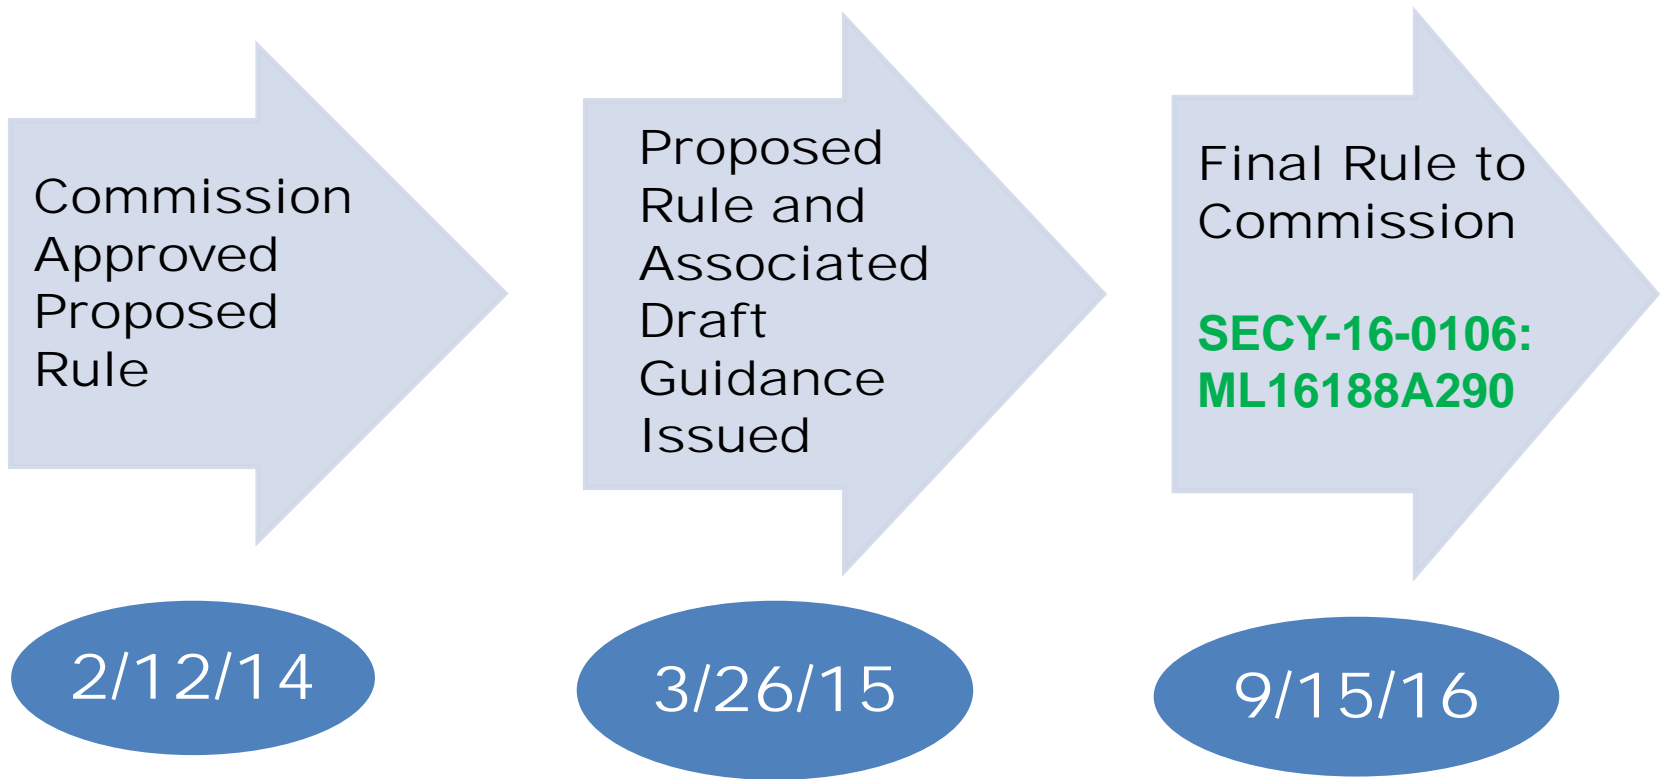 Commission
Approved
Proposed
Rule
2/12/14
Proposed
Rule and
Associated
Draft
Guidance
Issued
3/26/15
Final Rule to
Commission
SECY-16-0106:
ML16188A290
9/15/16